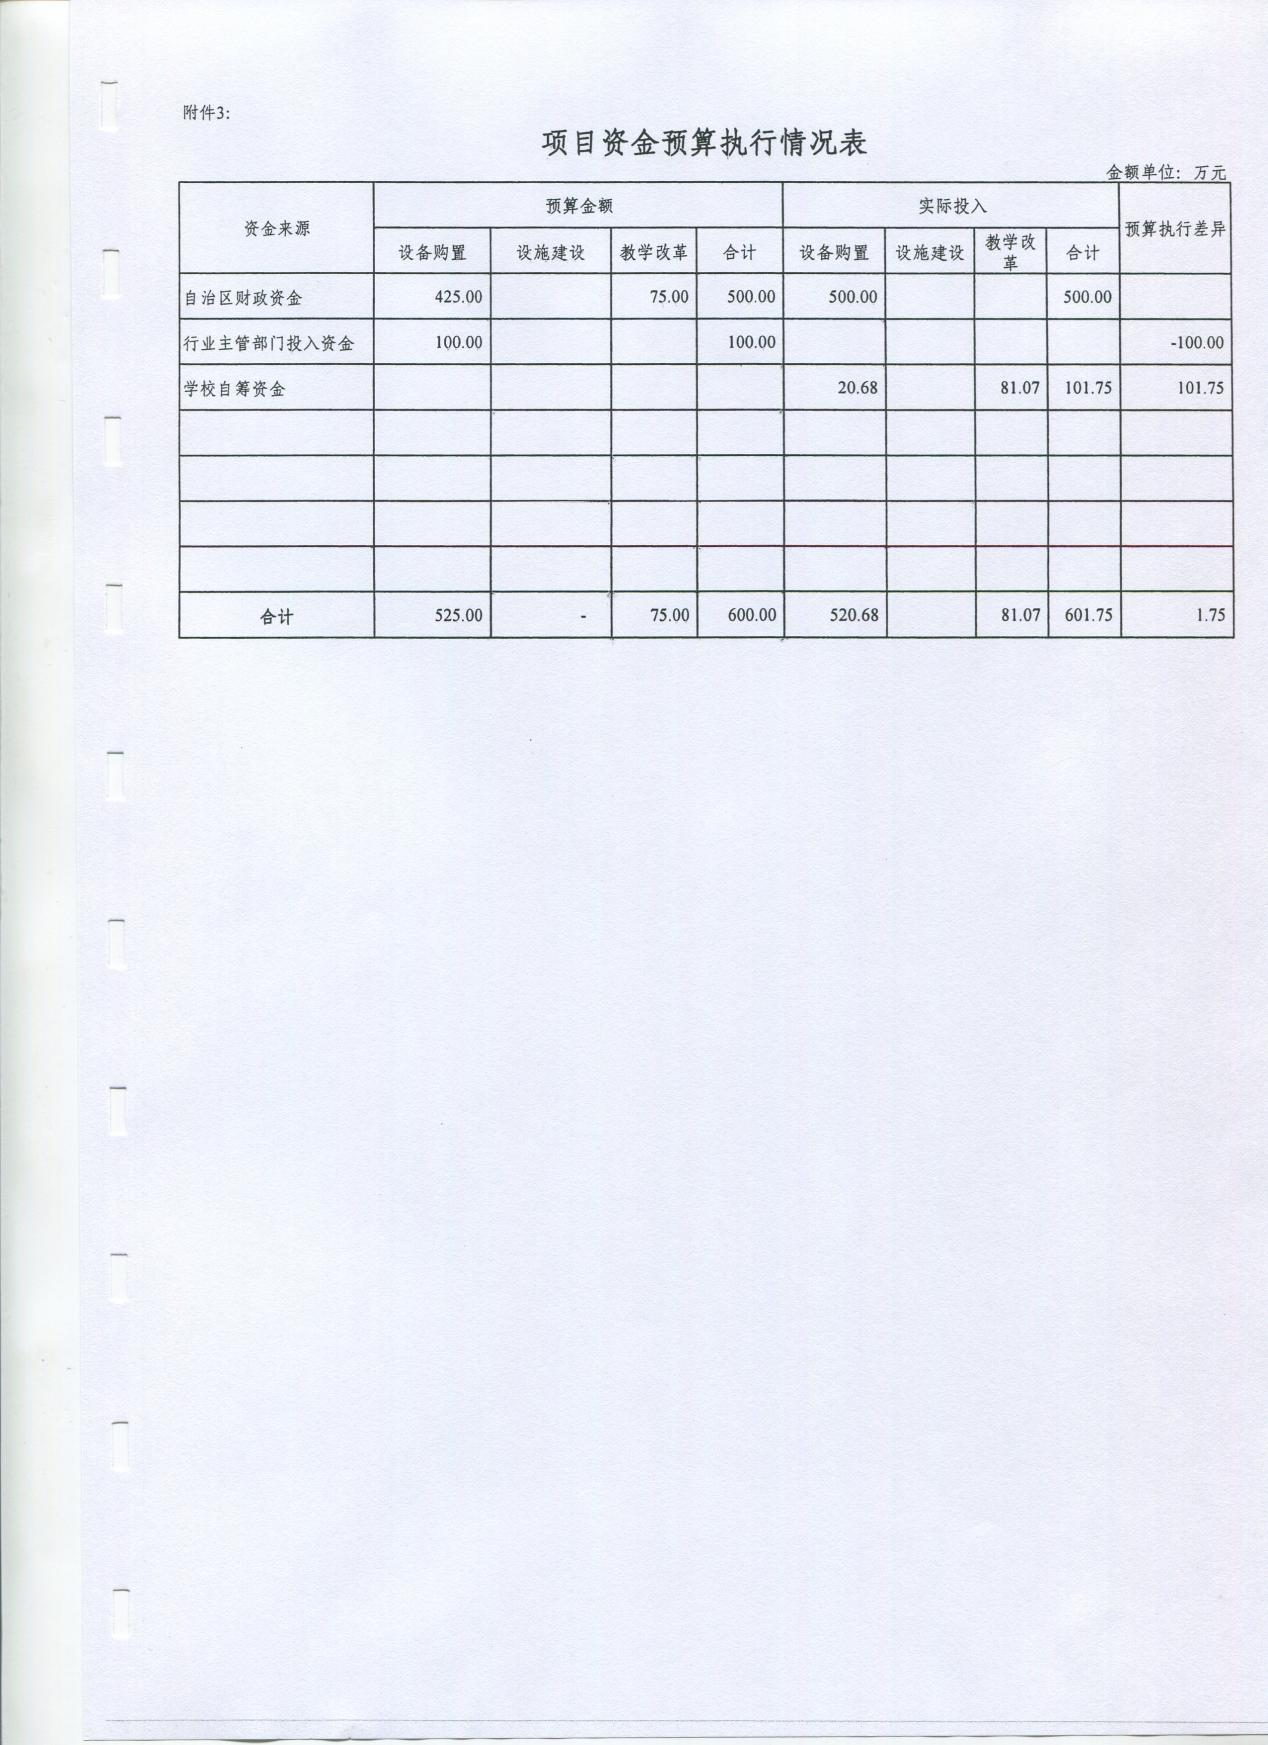 附件3:
项目资金预算执行情况表
金额单位：万元
资金来源 预算金额 实际投入 预算执行差异
设备购置 设施建设 教学改革 合计 设备购置 设施建设 教学改革 合计
自治区财政资金 425.00 75.00 500.00 500.00 500.00
行业主管部门投入资金 100.00 100.00 -100.00
学校自筹资金 20.68 81.07 101.75 101.75
合计 525.00 - 75.00 600.00 520.68 81.07 601.75 1.75